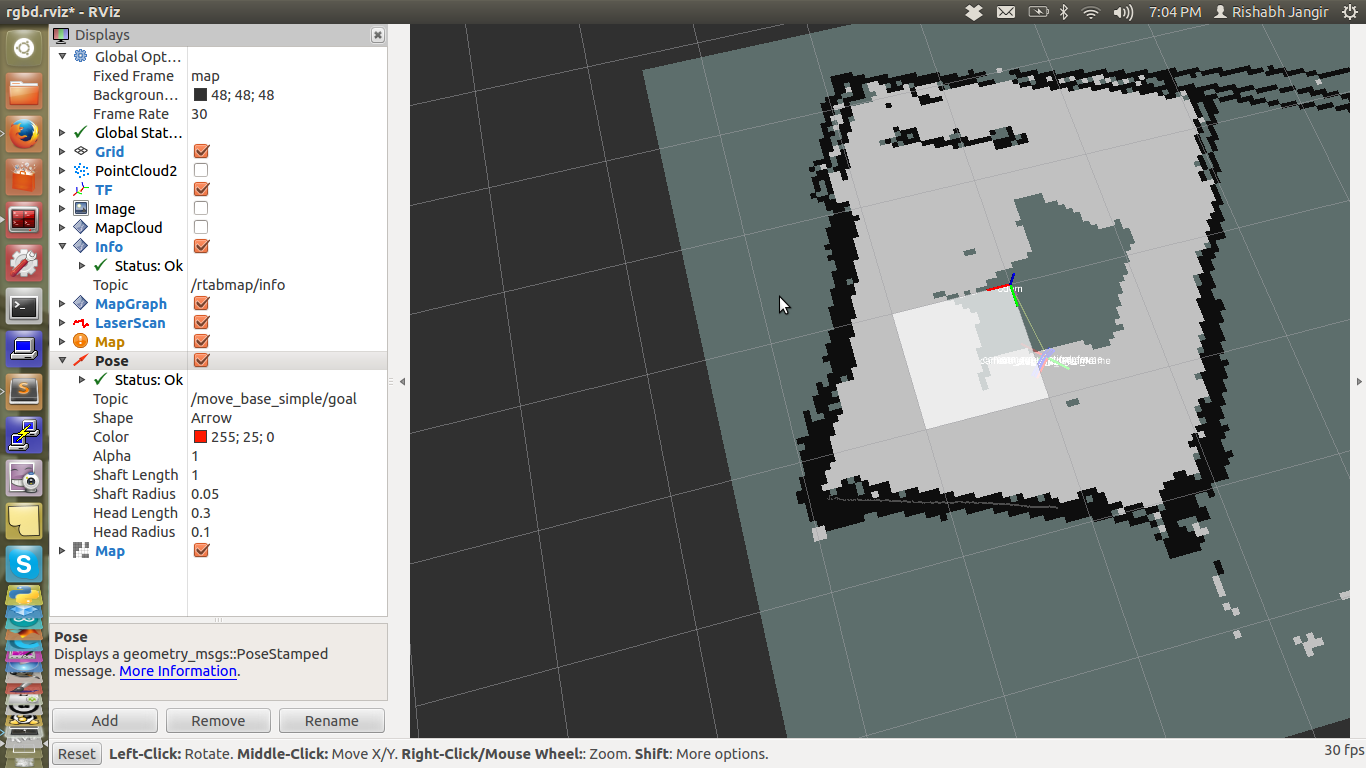 rgbd.rviz* - RViz
7:04 PM Rishabh Jangir
Displays
Global Opt...
Fixed Frame map
Backgroun... 48; 48; 48
Frame Rate 30
Global Stat...
Grid
PointCloud2
TF
Image
MapCloud
Info
Status: Ok
Topic /rtabmap/info
MapGraph
LaserScan
Map
Pose
Status: Ok
Topic /move_base_simple/goal
Shape Arrow
Color 255; 25; 0
Alpha 1
Shaft Length 1
Shaft Radius 0.05
Head Length 0.3
Head Radius 0.1
Map
Pose
Displays a geometry_msgs::PoseStamped
message. More Information.
Add Remove Rename
Reset Left-Click: Rotate. Middle-Click: Move X/Y. Right-Click/Mouse Wheel:: Zoom. Shift: More options.
30 fps